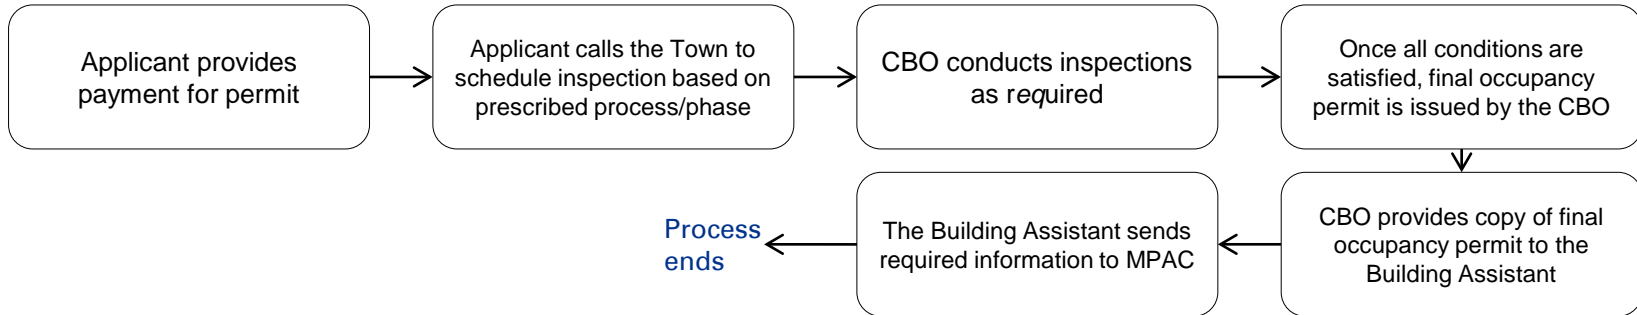 Applicant provides
payment for permit
Applicant calls the Town to
schedule inspection based on
prescribed process/phase
CBO conducts inspections
as required
Once all conditions are
satisfied, final occupancy
permit is issued by the CBO
CBO provides copy of final
occupancy permit to the
Building Assistant
The Building Assistant sends
required information to MPAC
Process
ends